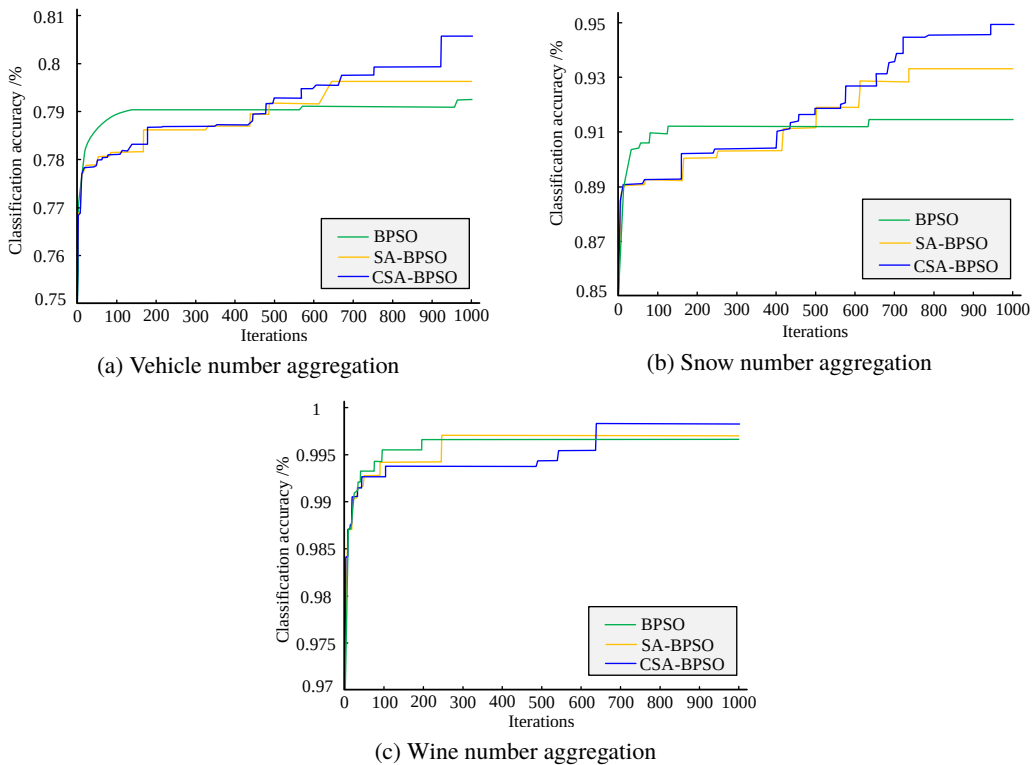 Classification accuracy /%
0.81
0.8
0.79
0.78
0.77
0.76
0.75
BPSO
SA-BPSO
CSA-BPSO
0 100 200 300 400 500 600 700 800 900 1000
Iterations
(a) Vehicle number aggregation
Classification accuracy /%
0.95
0.93
0.91
0.89
0.87
0.85
BPSO
SA-BPSO
CSA-BPSO
0 100 200 300 400 500 600 700 800 900 1000
Iterations
(b) Snow number aggregation
Classification accuracy /%
1
0.995
0.99
0.985
0.98
0.975
0.97
BPSO
SA-BPSO
CSA-BPSO
0 100 200 300 400 500 600 700 800 900 1000
Iterations
(c) Wine number aggregation